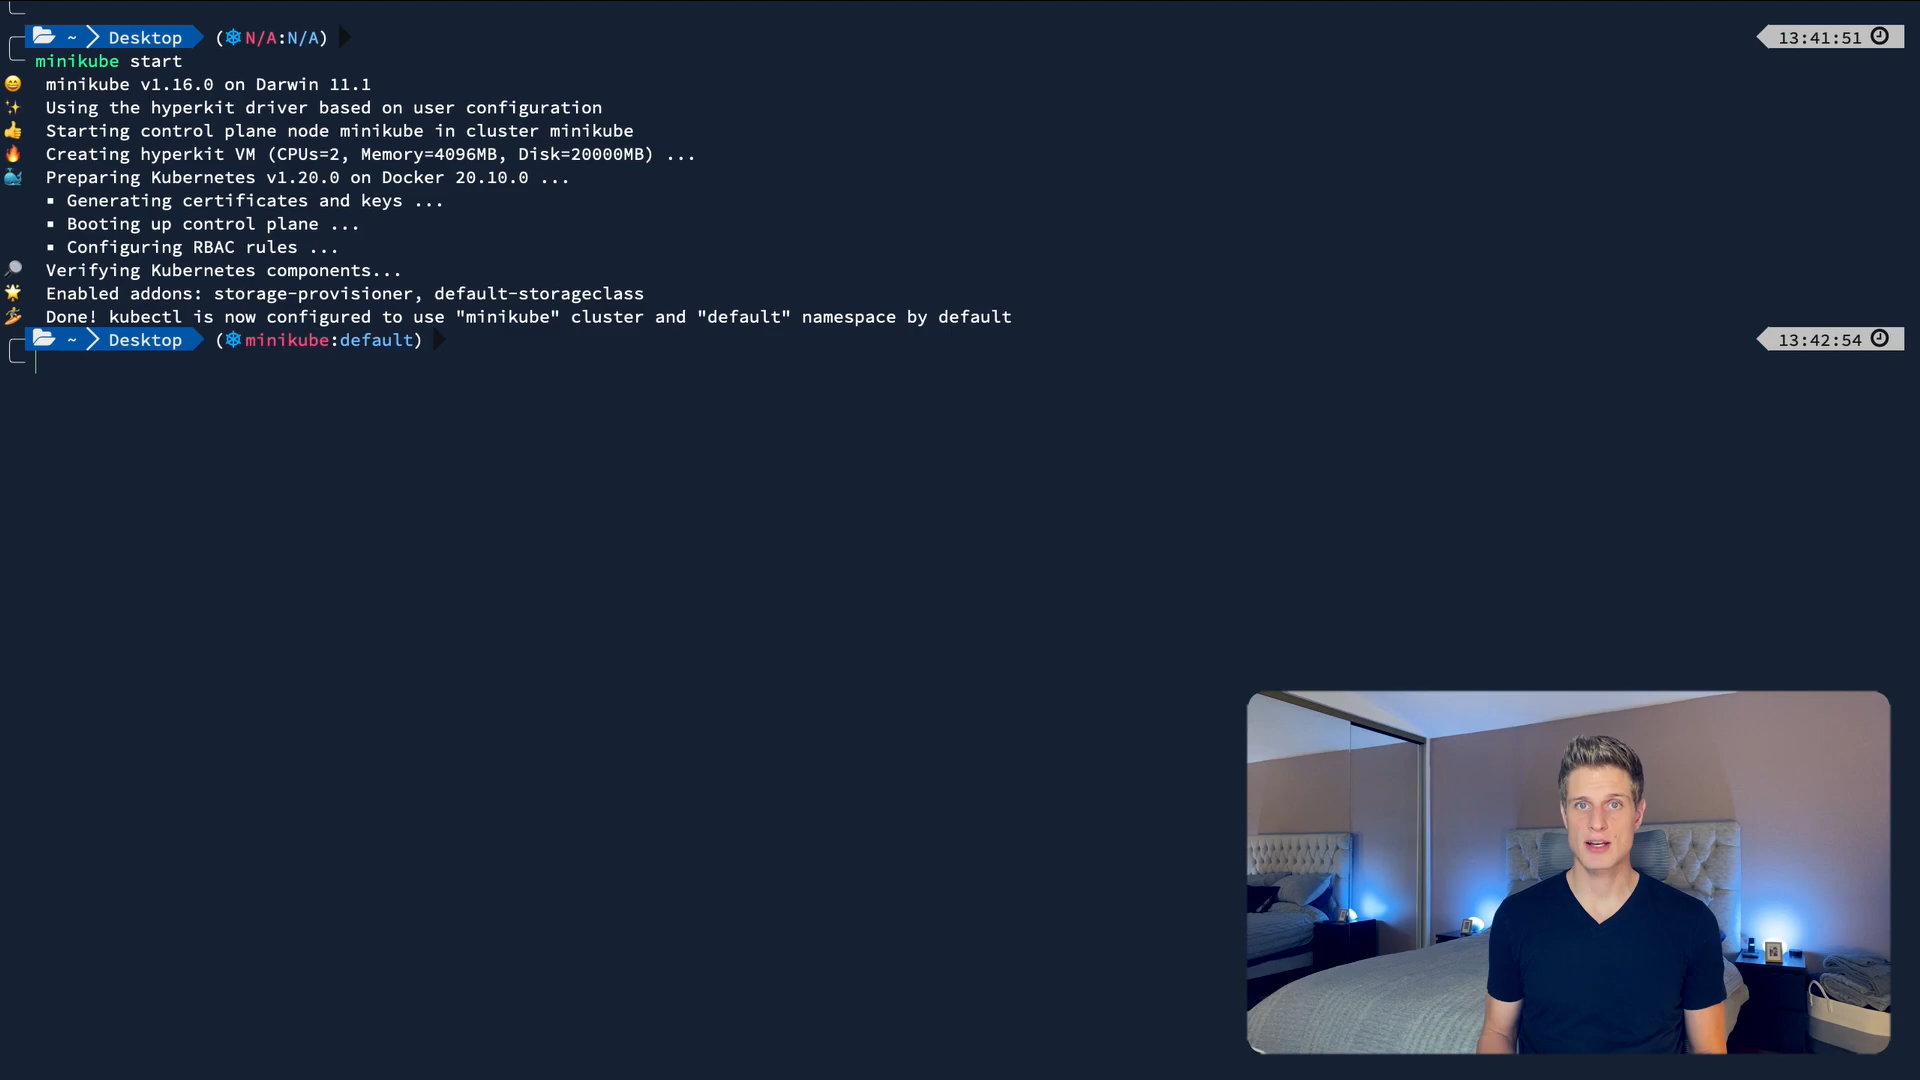 ~ Desktop (N/A:N/A) 13:41:51
minikube start
minikube v1.16.0 on Darwin 11.1
Using the hyperkit driver based on user configuration
Starting control plane node minikube in cluster minikube
Creating hyperkit VM (CPUs=2, Memory=4096MB, Disk=20000MB) ...
Preparing Kubernetes v1.20.0 on Docker 20.10.0 ...
▪ Generating certificates and keys ...
▪ Booting up control plane ...
▪ Configuring RBAC rules ...
Verifying Kubernetes components...
Enabled addons: storage-provisioner, default-storageclass
Done! kubectl is now configured to use "minikube" cluster and "default" namespace by default
~ Desktop (minikube:default) 13:42:54